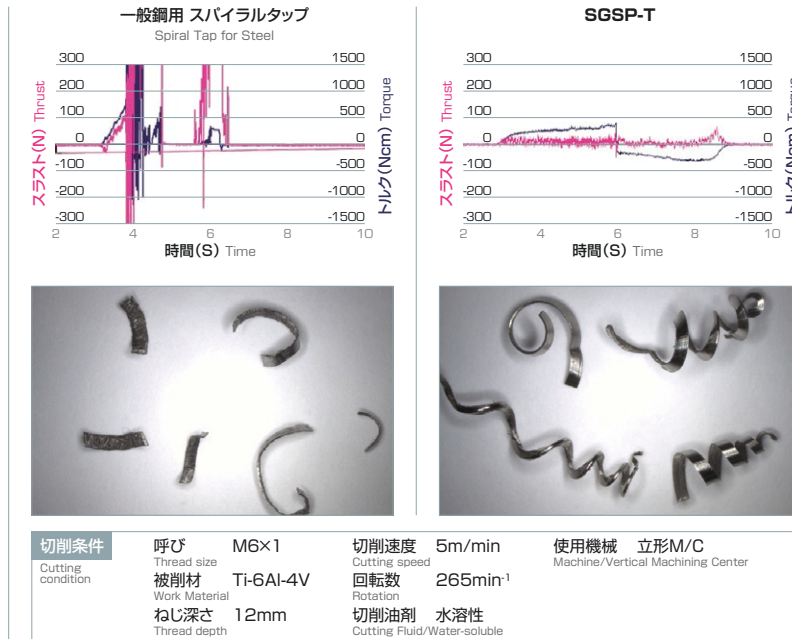 一般鋼用 スパイラルタップ
Spiral Tap for Steel
300 1500
200 1000
100 500
0 0
-100 -500
-200 -1000
-300 -1500
2 4 6 8 10
スラスト(N) Thrust
トルク(Ncm) Torque
時間(S) Time
SGSP-T
300 1500
200 1000
100 500
0 0
-100 -500
-200 -1000
-300 -1500
2 4 6 8 10
スラスト(N) Thrust
トルク(Ncm) Torque
時間(S) Time
切削条件
Cutting condition
呼び M6×1
Thread size
被削材 Ti-6Al-4V
Work Material
ねじ深さ 12mm
Thread depth
切削速度 5m/min
Cutting speed
回転数 265min-1
Rotation
切削油剤 水溶性
Cutting Fluid/Water-soluble
使用機械 立形M/C
Machine/Vertical Machining Center